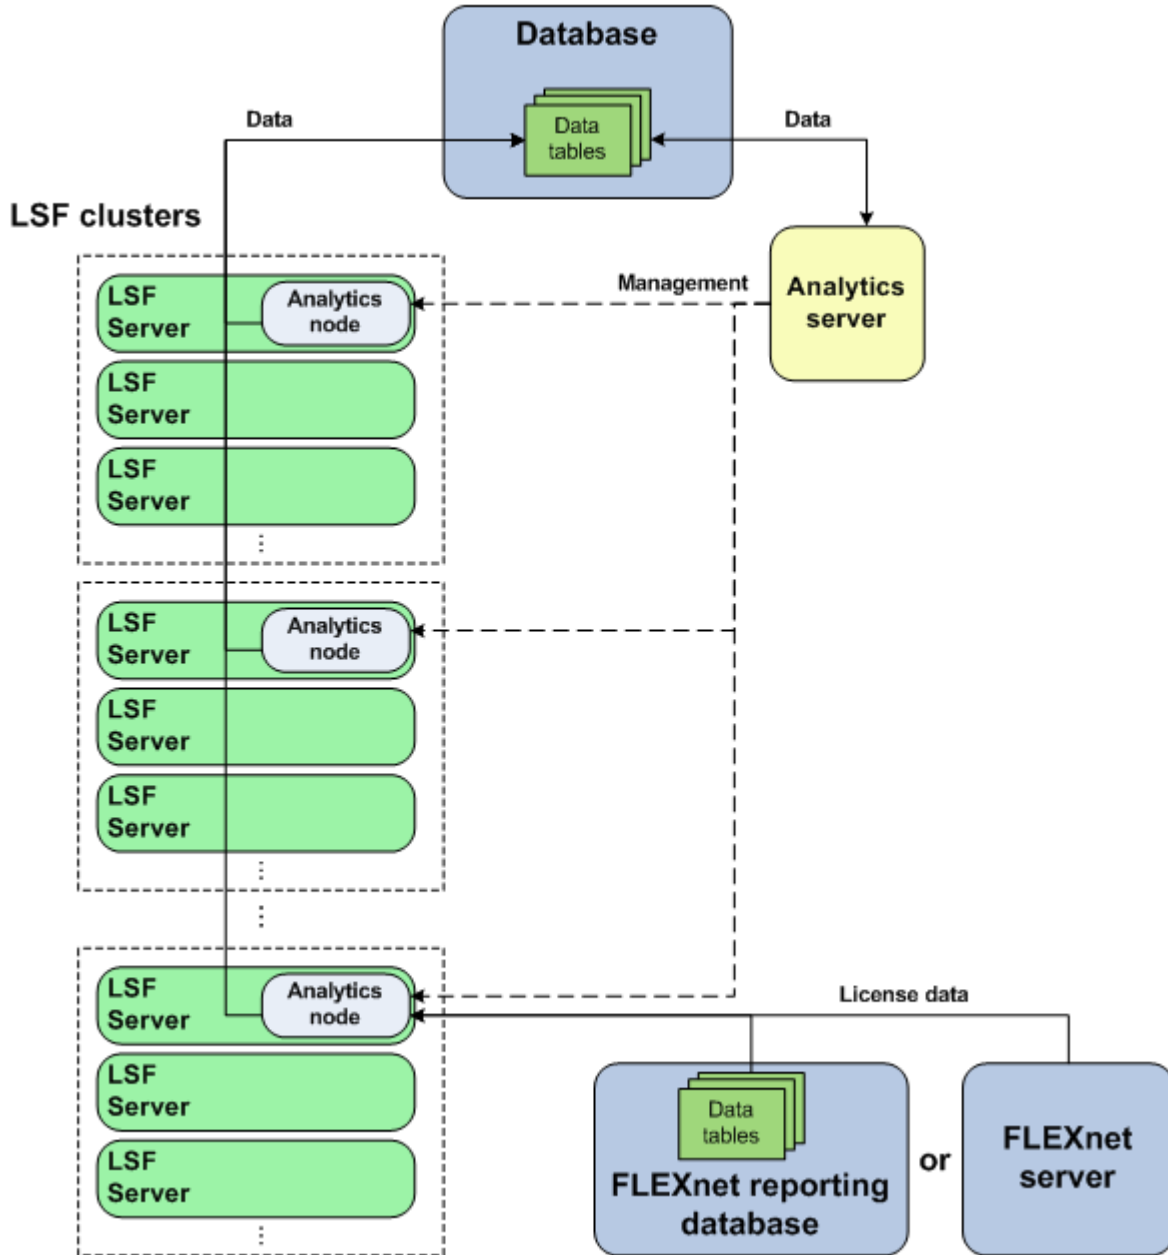 Database
Data
Data
tables
Data
LSF clusters
LSF
Server
Analytics
node
Management
Analytics
server
LSF
Server
LSF
Server
LSF
Server
Analytics
node
LSF
Server
LSF
Server
LSF
Server
Analytics
node
License data
LSF
Server
LSF
Server
Data
tables
FLEXnet reporting
database
or
FLEXnet
server